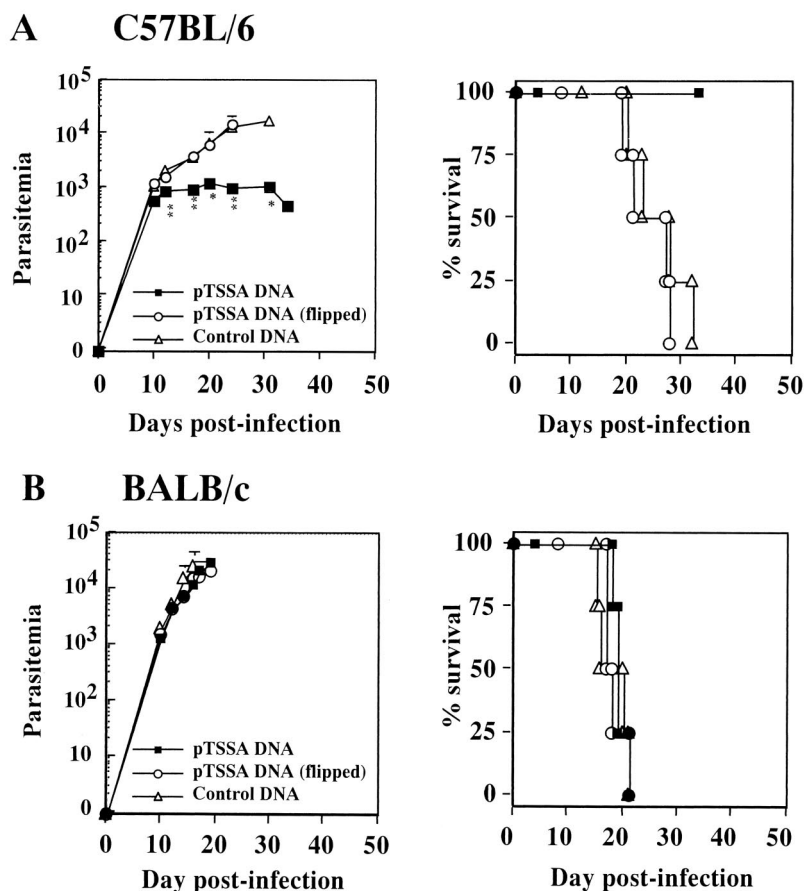 A C57BL/6
Parasitemia
10^5
10^4
10^3
10^2
10
0
** ** * ** *
pTSSA DNA
pTSSA DNA (flipped)
Control DNA
0 10 20 30 40 50
Days post-infection
% survival
100
75
50
25
0
0 10 20 30 40 50
Days post-infection
B BALB/c
Parasitemia
10^5
10^4
10^3
10^2
10
0
pTSSA DNA
pTSSA DNA (flipped)
Control DNA
0 10 20 30 40 50
Day post-infection
% survival
100
75
50
25
0
0 10 20 30 40 50
Day post-infection